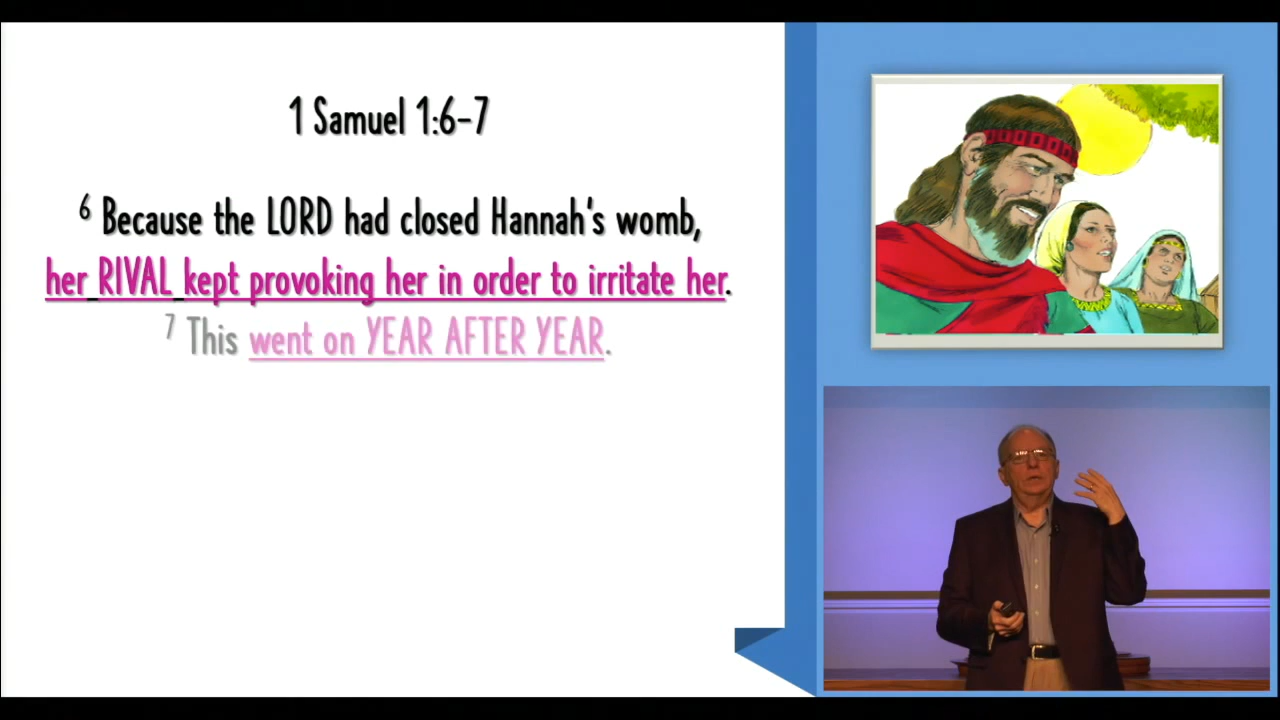 1 Samuel 1:6-7
6 Because the LORD had closed Hannah's womb,
her RIVAL kept provoking her in order to irritate her.
7 This went on YEAR AFTER YEAR.